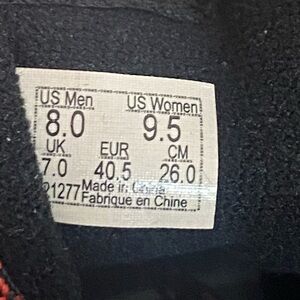 US Men US Women
8.0 9.5
UK EUR CM
7.0 40.5 26.0
21277 Made in China
Fabrique en Chine